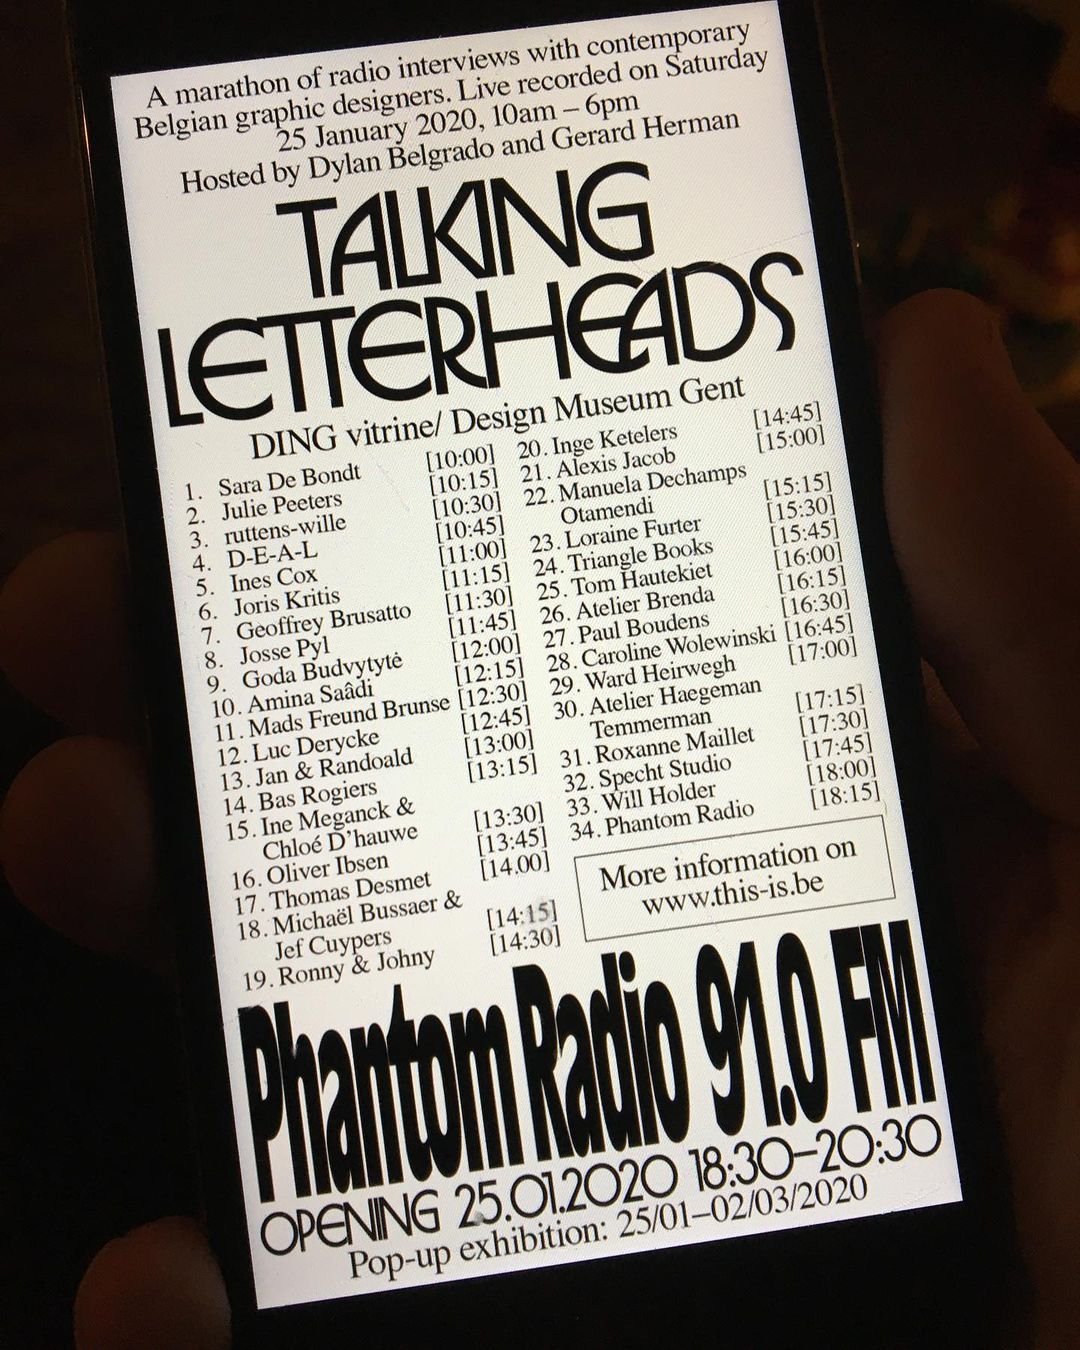 A marathon of radio interviews with contemporary
Belgian graphic designers. Live recorded on Saturday
25 January 2020, 10am – 6pm
Hosted by Dylan Belgrado and Gerard Herman
TALKING
LETTERHEADS
DING vitrine/ Design Museum Gent
1. Sara De Bondt [10:00]
2. Julie Peeters [10:15]
3. ruttens-wille [10:30]
4. D-E-A-L [10:45]
5. Ines Cox [11:00]
6. Joris Kritis [11:15]
7. Geoffrey Brusatto [11:30]
8. Josse Pyl [11:45]
9. Goda Budvytytė [12:00]
10. Amina Saâdi [12:15]
11. Mads Freund Brunse [12:30]
12. Luc Derycke [12:45]
13. Jan & Randoald [13:00]
14. Bas Rogiers [13:15]
15. Ine Meganck &
Chloé D'hauwe [13:30]
16. Oliver Ibsen [13:45]
17. Thomas Desmet [14.00]
18. Michaël Bussaer &
Jef Cuypers [14:15]
19. Ronny & Johny [14:30]
20. Inge Ketelers [14:45]
21. Alexis Jacob [15:00]
22. Manuela Dechamps
Otamendi [15:15]
23. Loraine Furter [15:30]
24. Triangle Books [15:45]
25. Tom Hautekiet [16:00]
26. Atelier Brenda [16:15]
27. Paul Boudens [16:30]
28. Caroline Wolewinski [16:45]
29. Ward Heirwegh [17:00]
30. Atelier Haegeman
Temmerman [17:15]
31. Roxanne Maillet [17:30]
32. Specht Studio [17:45]
33. Will Holder [18:00]
34. Phantom Radio [18:15]
More information on
www.this-is.be
Phantom Radio 91.0 FM
OPENING 25.01.2020 18:30–20:30
Pop-up exhibition: 25/01–02/03/2020